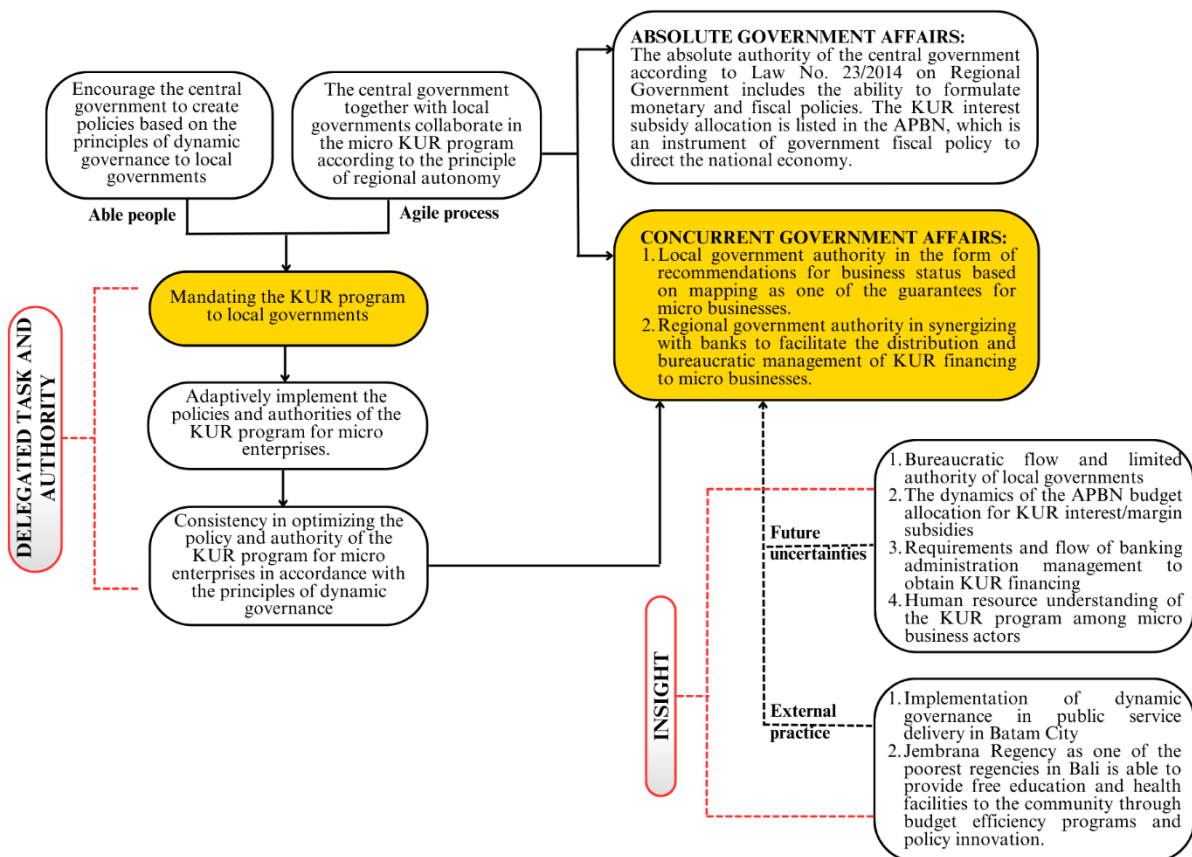 Encourage the central
government to create
policies based on the
principles of dynamic
governance to local
governments
The central government
together with local
governments collaborate in
the micro KUR program
according to the principle
of regional autonomy
ABSOLUTE GOVERNMENT AFFAIRS:
The absolute authority of the central government
according to Law No. 23/2014 on Regional
Government includes the ability to formulate
monetary and fiscal policies. The KUR interest
subsidy allocation is listed in the APBN, which is
an instrument of government fiscal policy to
direct the national economy.
Able people
Agile process
CONCURRENT GOVERNMENT AFFAIRS:
1. Local government authority in the form of
recommendations for business status based
on mapping as one of the guarantees for
micro businesses.
2. Regional government authority in synergizing
with banks to facilitate the distribution and
bureaucratic management of KUR financing
to micro businesses.
DELEGATED TASK AND
AUTHORITY
Mandating the KUR program
to local governments
Adaptively implement the
policies and authorities of the
KUR program for micro
enterprises.
Consistency in optimizing the
policy and authority of the
KUR program for micro
enterprises in accordance with
the principles of dynamic
governance
INSIGHT
Future
uncertainties
1. Bureaucratic flow and limited
authority of local governments
2. The dynamics of the APBN budget
allocation for KUR interest/margin
subsidies
3. Requirements and flow of banking
administration management to
obtain KUR financing
4. Human resource understanding of
the KUR program among micro
business actors
External
practice
1. Implementation of dynamic
governance in public service
delivery in Batam City
2. Jembrana Regency as one of the
poorest regencies in Bali is able to
provide free education and health
facilities to the community through
budget efficiency programs and
policy innovation.